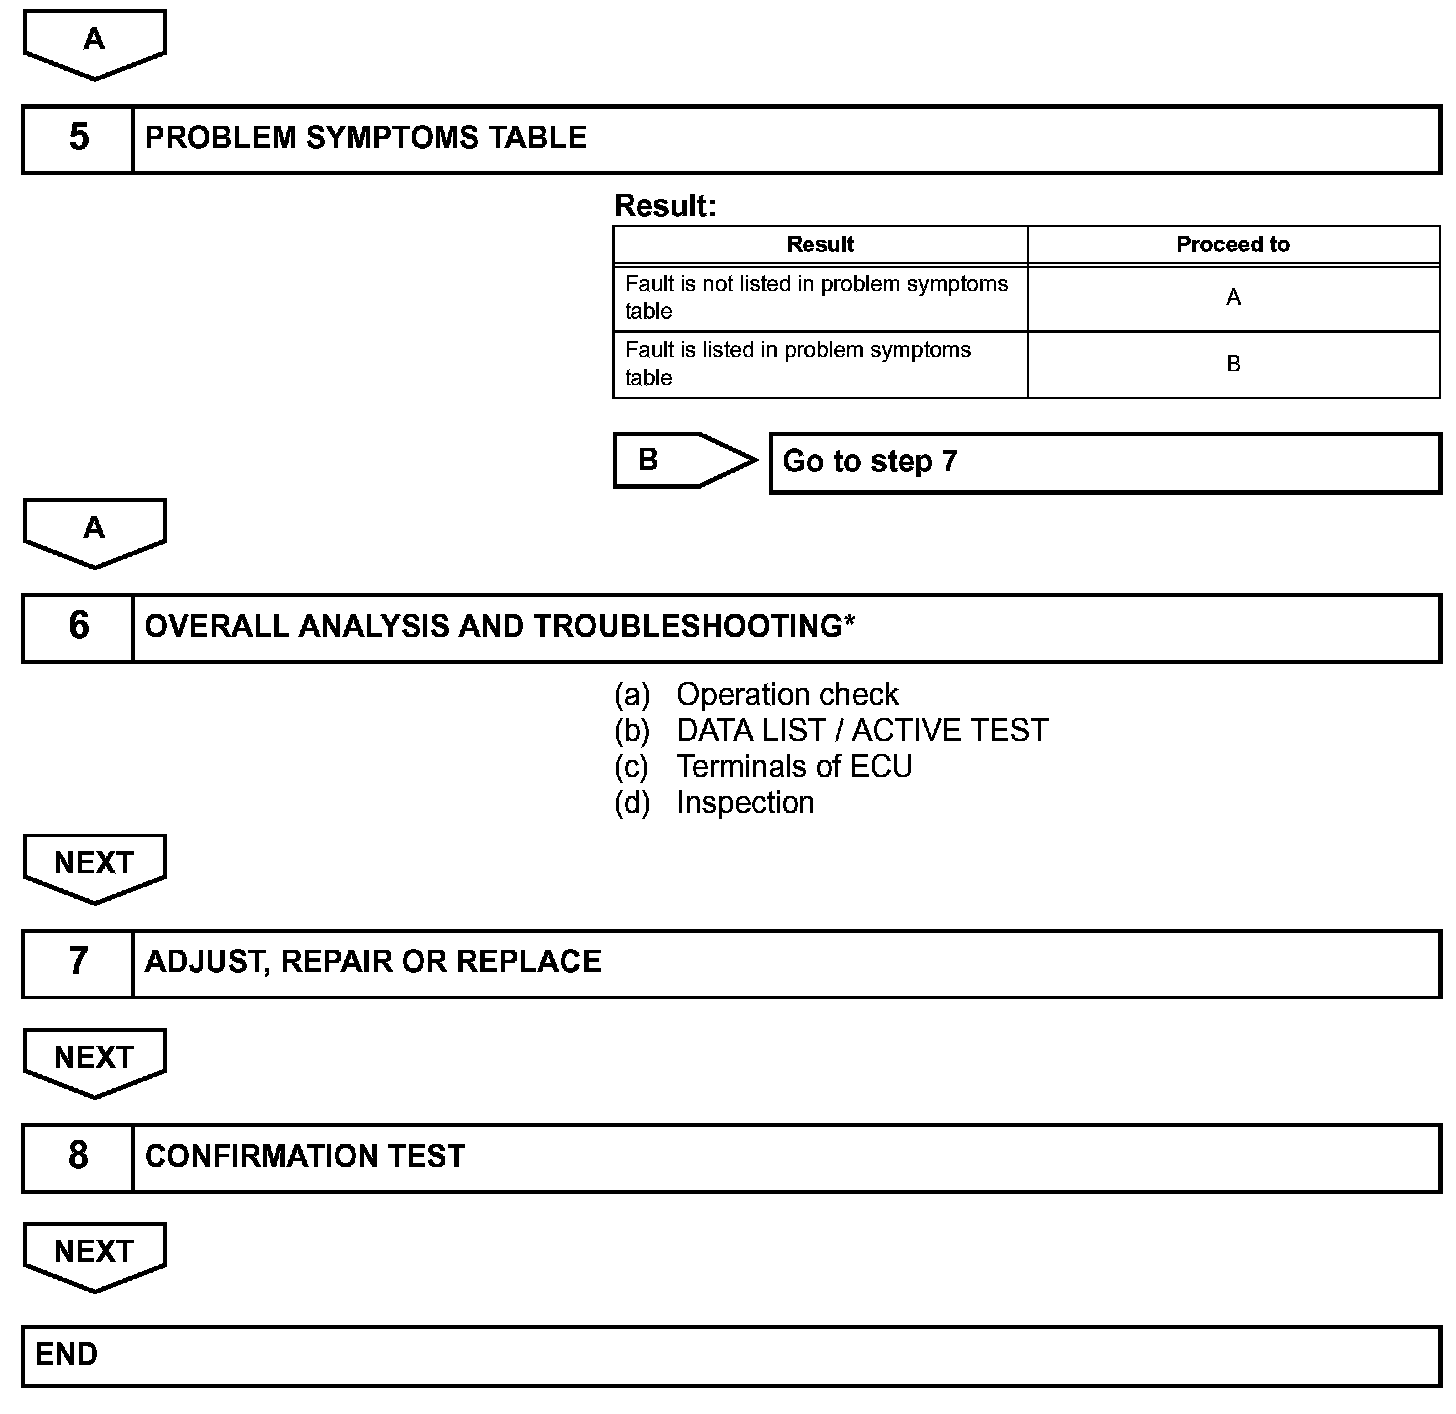 A
5 PROBLEM SYMPTOMS TABLE
Result:
Result Proceed to
Fault is not listed in problem symptoms
table
A
Fault is listed in problem symptoms
table
B
B Go to step 7
A
6 OVERALL ANALYSIS AND TROUBLESHOOTING*
(a) Operation check
(b) DATA LIST / ACTIVE TEST
(c) Terminals of ECU
(d) Inspection
NEXT
7 ADJUST, REPAIR OR REPLACE
NEXT
8 CONFIRMATION TEST
NEXT
END